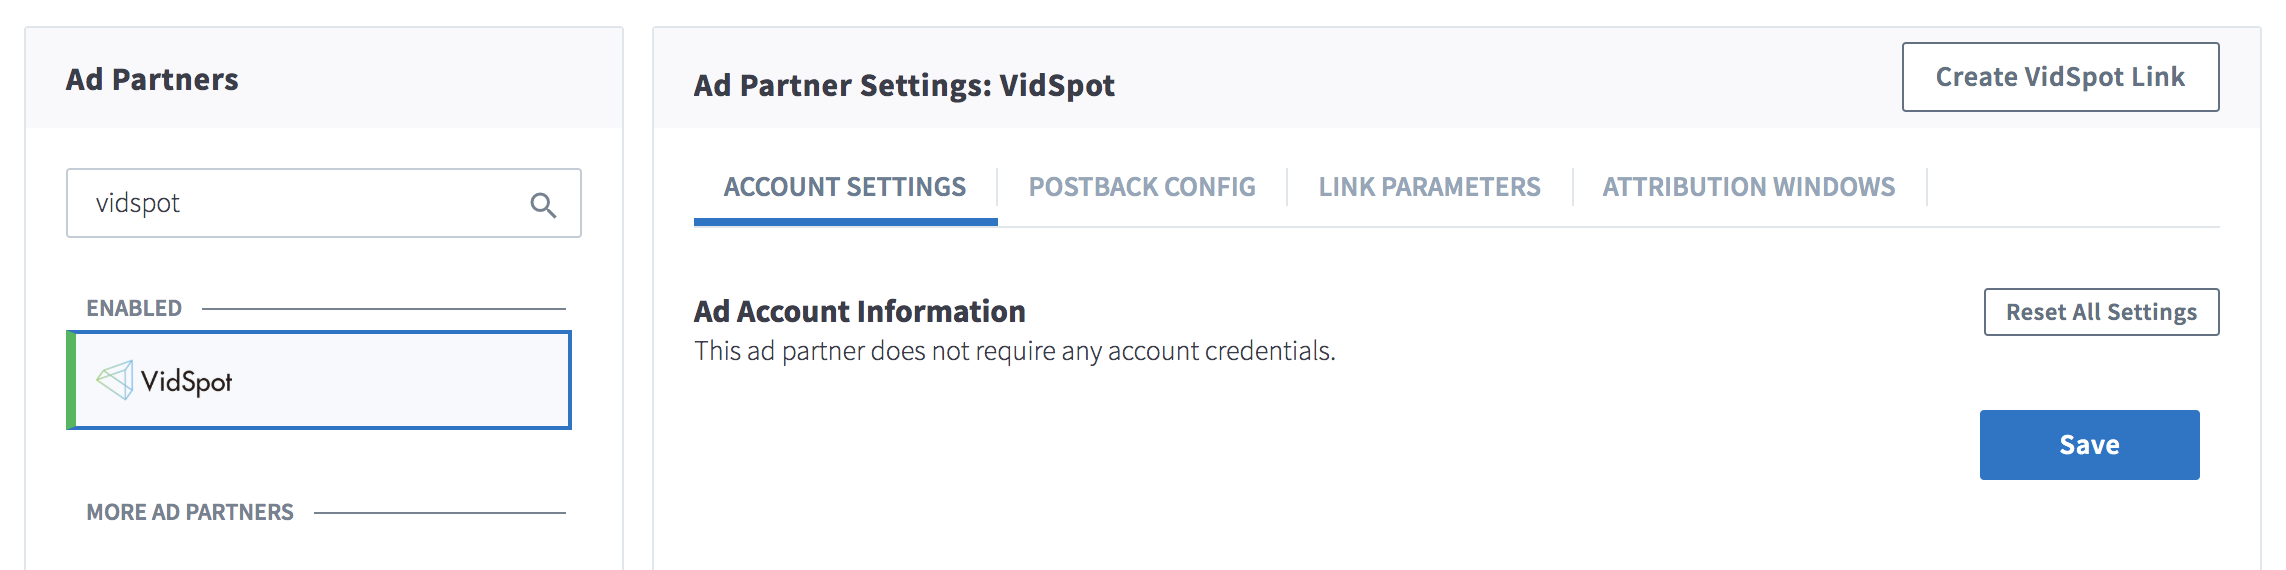 Ad Partners
vidspot
ENABLED
VidSpot
MORE AD PARTNERS
Ad Partner Settings: VidSpot
Create VidSpot Link
ACCOUNT SETTINGS
POSTBACK CONFIG
LINK PARAMETERS
ATTRIBUTION WINDOWS
Ad Account Information
Reset All Settings
This ad partner does not require any account credentials.
Save